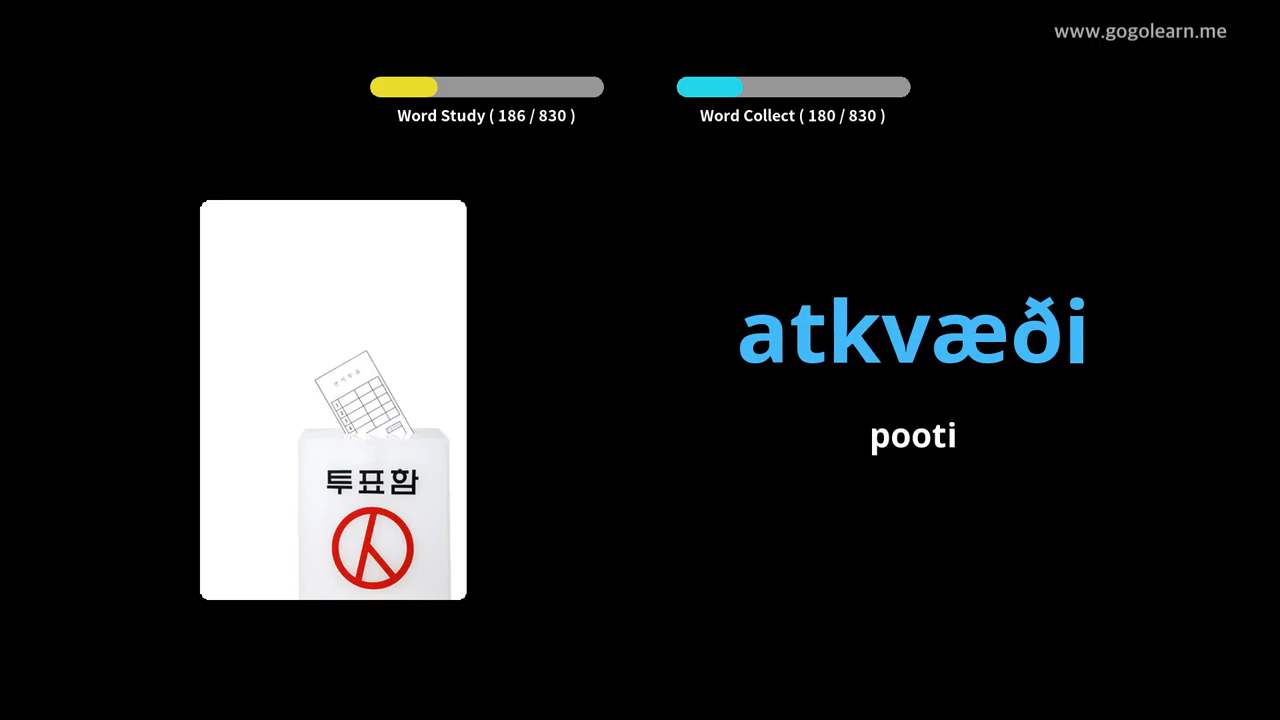 www.gogolearn.me
Word Study ( 186 / 830 )
Word Collect ( 180 / 830 )
atkvæði
pooti
투표함